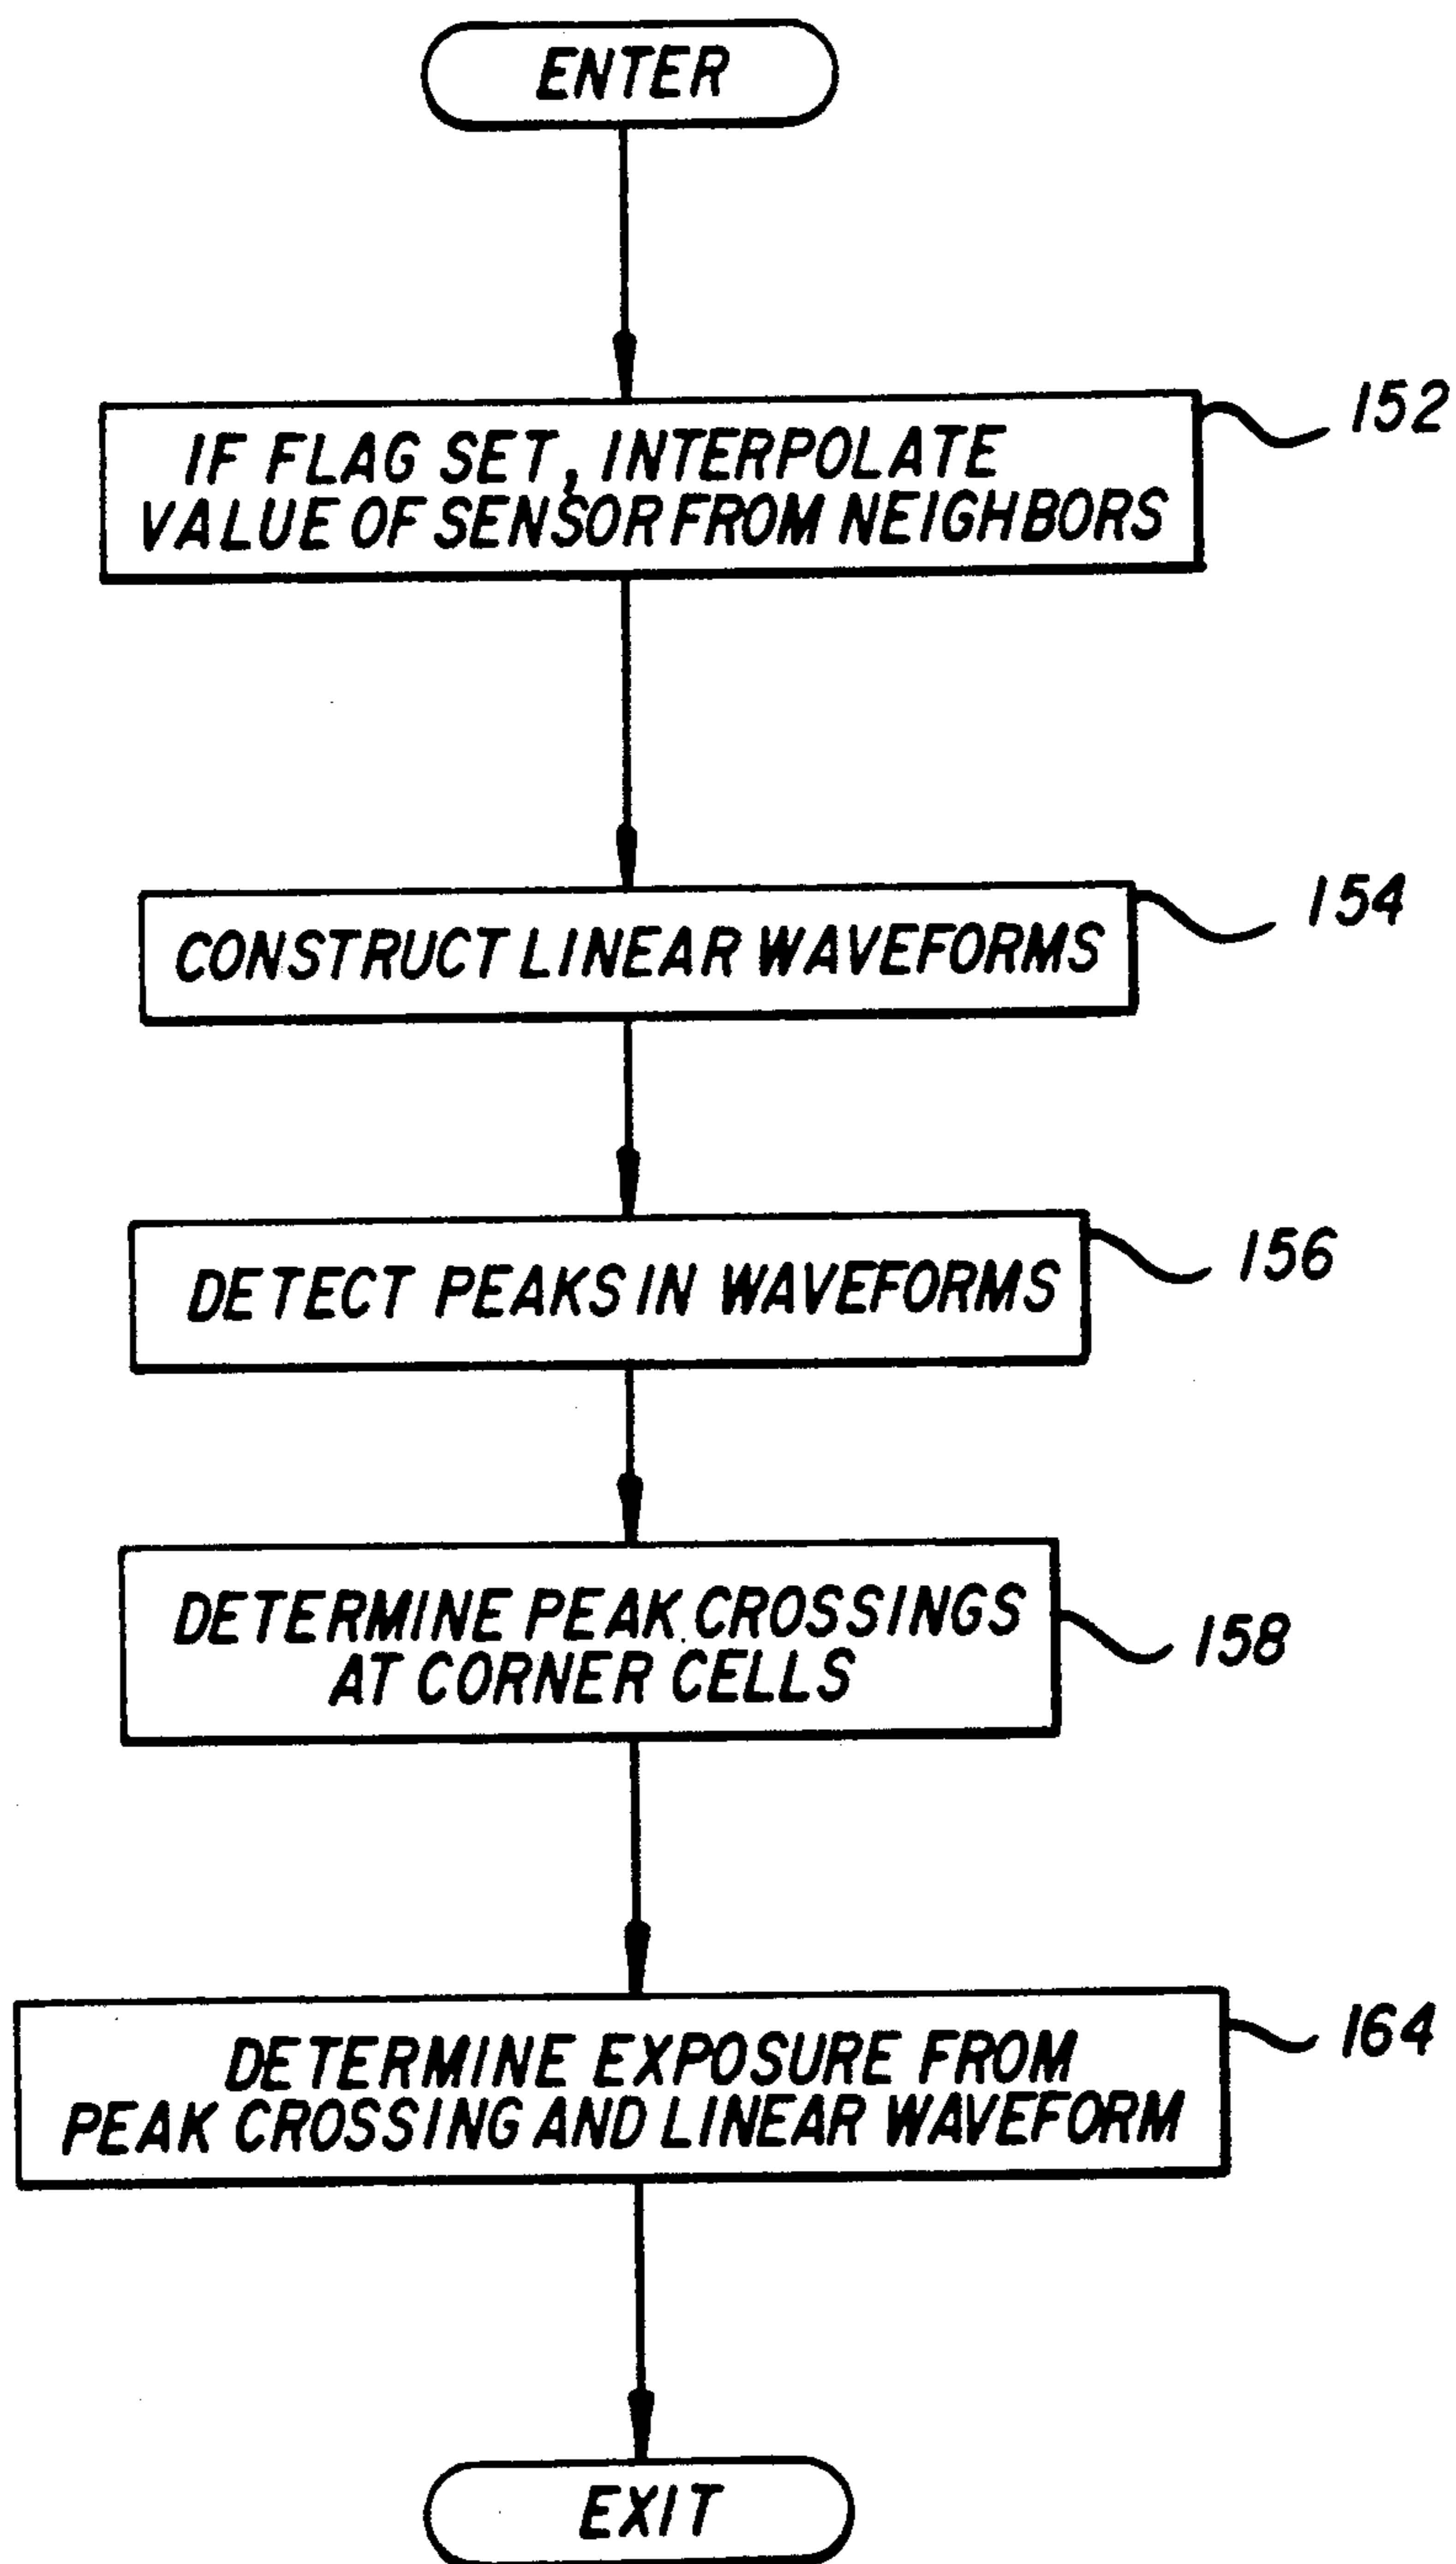 ENTER
IF FLAG SET, INTERPOLATE
VALUE OF SENSOR FROM NEIGHBORS
152
CONSTRUCT LINEAR WAVEFORMS
154
DETECT PEAKS IN WAVEFORMS
156
DETERMINE PEAK CROSSINGS
AT CORNER CELLS
158
DETERMINE EXPOSURE FROM
PEAK CROSSING AND LINEAR WAVEFORM
164
EXIT